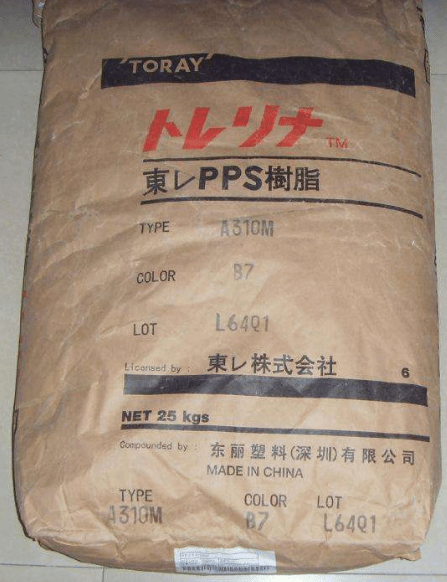 'TORAY'
トレリナ TM
東レPPS樹脂
TYPE A310M
COLOR B7
LOT L64Q1
Licensed by : 東レ株式会社 6
NET 25 kgs
Compounded by : 东丽塑料(深圳)有限公司
MADE IN CHINA
TYPE COLOR LOT
A310M B7 L64Q1